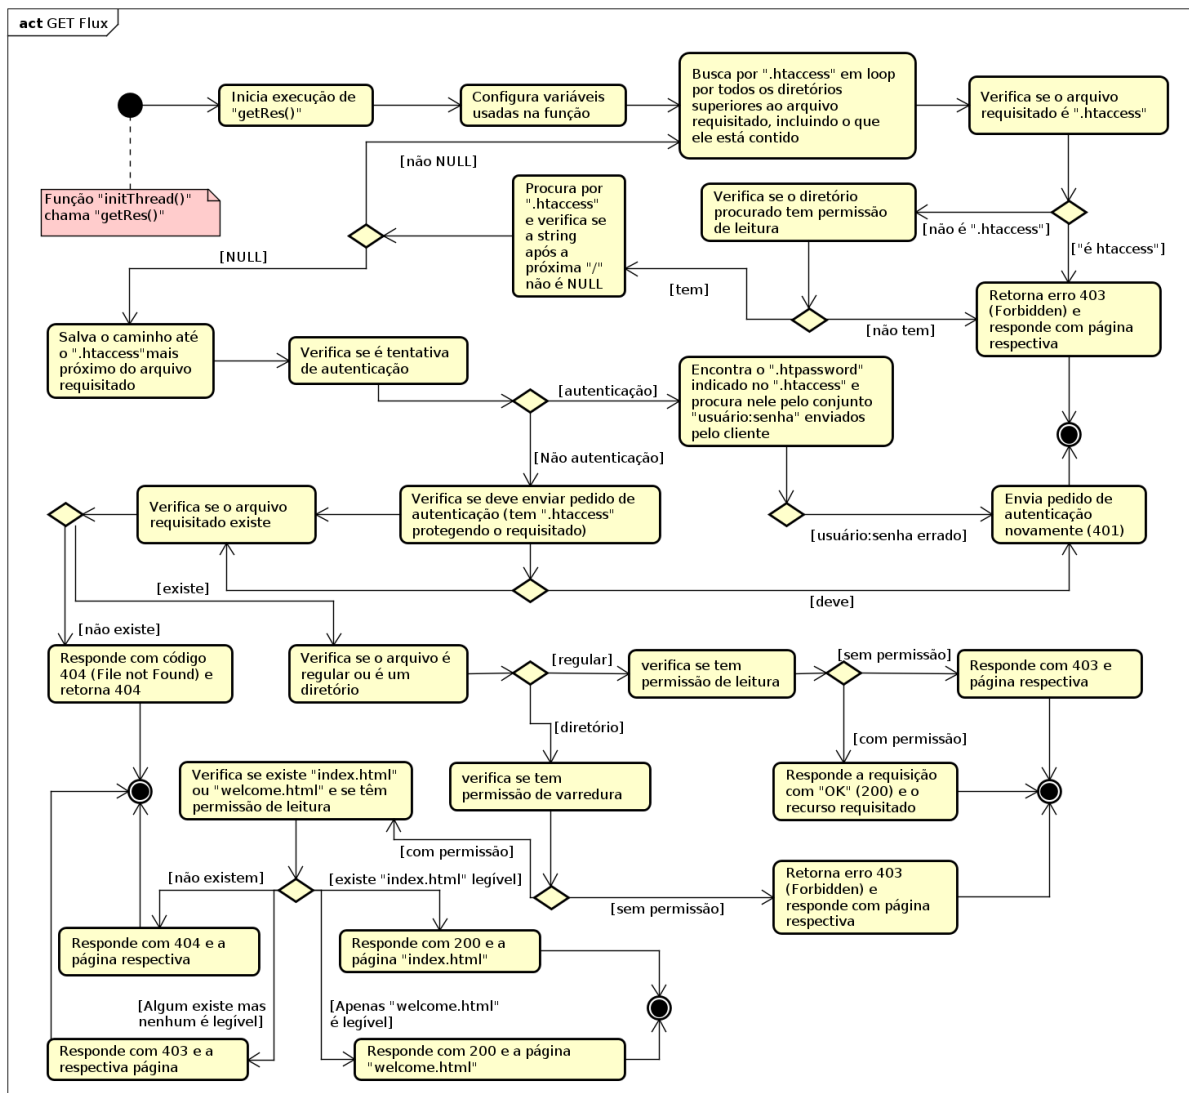 act GET Flux
Inicia execução de
"getRes()"
Configura variáveis
usadas na função
Busca por ".htaccess" em loop
por todos os diretórios
superiores ao arquivo
requisitado, incluindo o que
ele está contido
Verifica se o arquivo
requisitado é ".htaccess"
Função "initThread()"
chama "getRes()"
[não NULL]
[NULL]
Procura por
".htaccess"
e verifica se
a string
após a
próxima "/"
não é NULL
Verifica se o diretório
procurado tem permissão
de leitura
[não é ".htaccess"]
["é htaccess"]
[tem]
[não tem]
Retorna erro 403
(Forbidden) e
responde com página
respectiva
Salva o caminho até
o ".htaccess"mais
próximo do arquivo
requisitado
Verifica se é tentativa
de autenticação
[autenticação]
[Não autenticação]
Encontra o ".htpassword"
indicado no ".htaccess" e
procura nele pelo conjunto
"usuário:senha" enviados
pelo cliente
Verifica se o arquivo
requisitado existe
Verifica se deve enviar pedido de
autenticação (tem ".htaccess"
protegendo o requisitado)
[usuário:senha errado]
Envia pedido de
autenticação
novamente (401)
[existe]
[deve]
[não existe]
Responde com código
404 (File not Found) e
retorna 404
Verifica se o arquivo é
regular ou é um
diretório
[regular]
[diretório]
verifica se tem
permissão de leitura
[sem permissão]
[com permissão]
Responde com 403 e
página respectiva
Verifica se existe "index.html"
ou "welcome.html" e se têm
permissão de leitura
verifica se tem
permissão de varredura
Responde a requisição
com "OK" (200) e o
recurso requisitado
[com permissão]
[sem permissão]
Retorna erro 403
(Forbidden) e
responde com página
respectiva
[não existem]
[existe "index.html" legível]
Responde com 404 e a
página respectiva
Responde com 200 e a
página "index.html"
[Algum existe mas
nenhum é legível]
[Apenas "welcome.html"
é legível]
Responde com 403 e a
respectiva página
Responde com 200 e a página
"welcome.html"